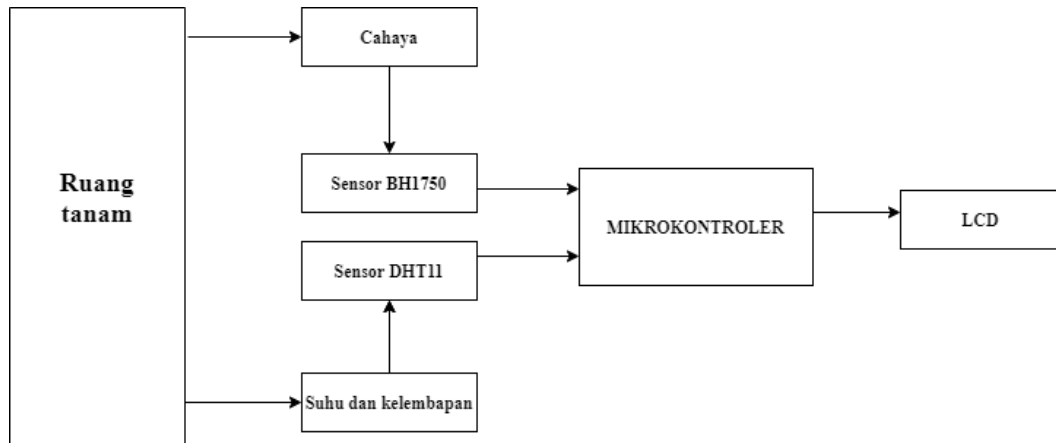 Cahaya
Ruang
tanam
Sensor BH1750
MIKROKONTROLER
LCD
Sensor DHT11
Suhu dan kelembapan